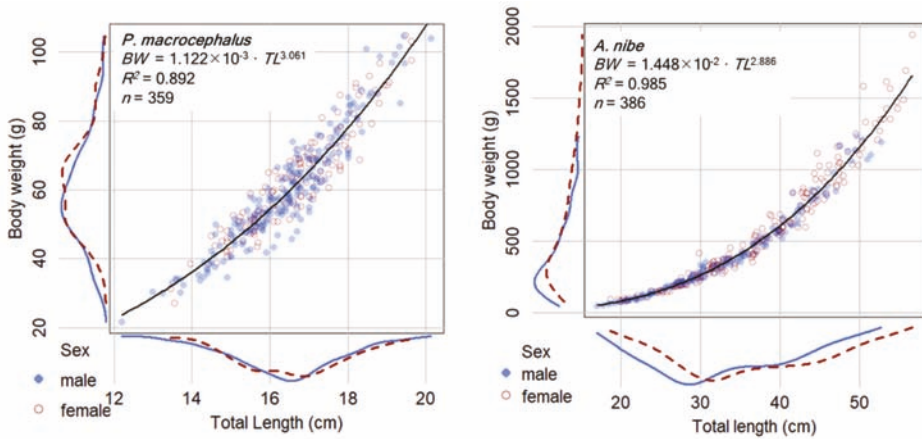 P. macrocephalus
BW = 1.122×10⁻³ · TL³·⁰⁶¹
R² = 0.892
n = 359
Body weight (g)
100
80
60
40
20
Sex
male
female
12 14 16 18 20
Total Length (cm)
A. nibe
BW = 1.448×10⁻² · TL²·⁸⁸⁶
R² = 0.985
n = 386
Body weight (g)
2000
1500
1000
500
0
Sex
male
female
20 30 40 50
Total length (cm)